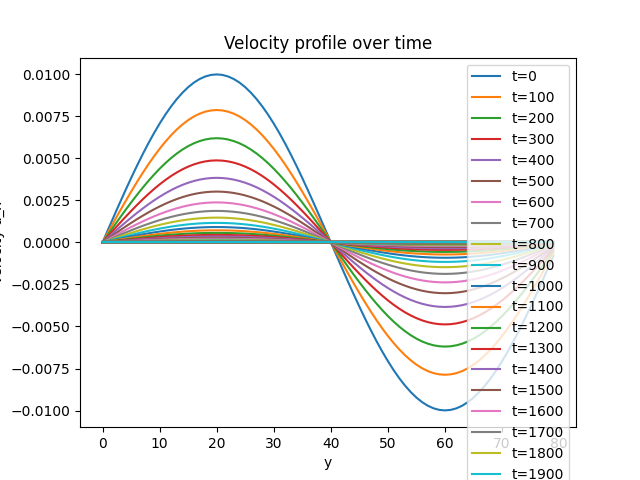 Velocity profile over time
0.0100
0.0075
0.0050
0.0025
0.0000
−0.0025
−0.0050
−0.0075
−0.0100
0 10 20 30 40 50 60 70 80
y
t=0
t=100
t=200
t=300
t=400
t=500
t=600
t=700
t=800
t=900
t=1000
t=1100
t=1200
t=1300
t=1400
t=1500
t=1600
t=1700
t=1800
t=1900